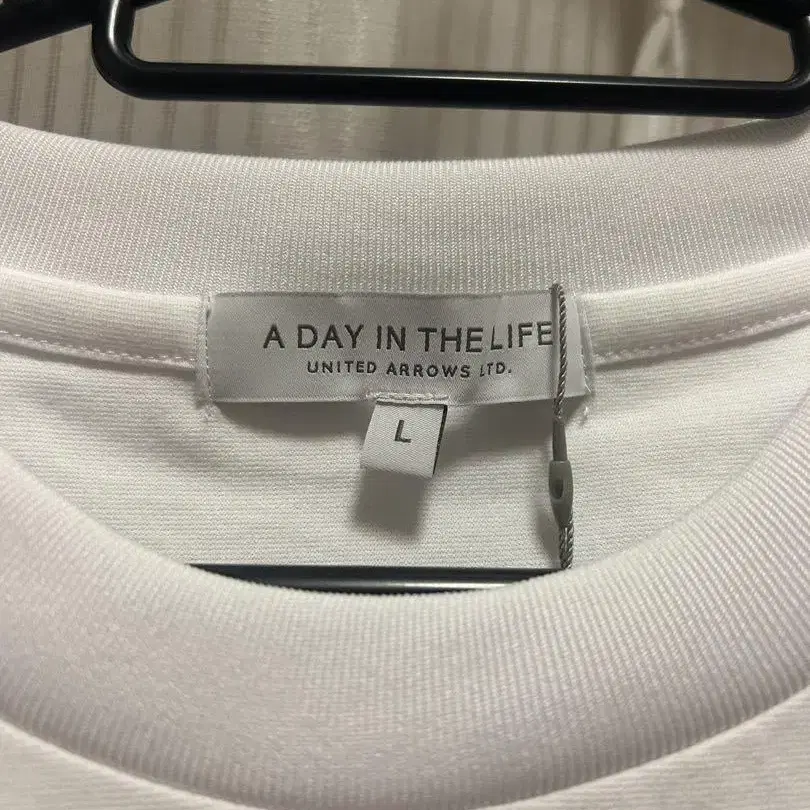 A DAY IN THE LIFE
UNITED ARROWS LTD.
L